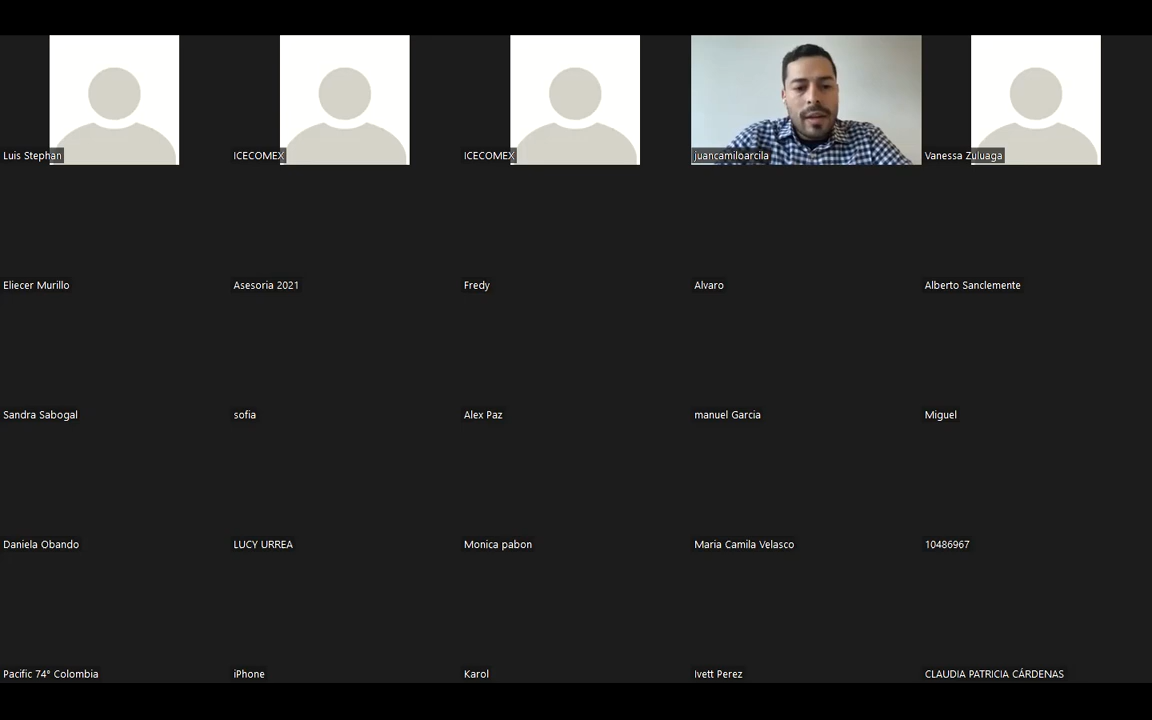 Luis Stephan
ICECOMEX
ICECOMEX
juancamiloarcila
Vanessa Zuluaga
Eliecer Murillo
Asesoria 2021
Fredy
Alvaro
Alberto Sanclemente
Sandra Sabogal
sofia
Alex Paz
manuel Garcia
Miguel
Daniela Obando
LUCY URREA
Monica pabon
Maria Camila Velasco
10486967
Pacific 74° Colombia
iPhone
Karol
Ivett Perez
CLAUDIA PATRICIA CÁRDENAS